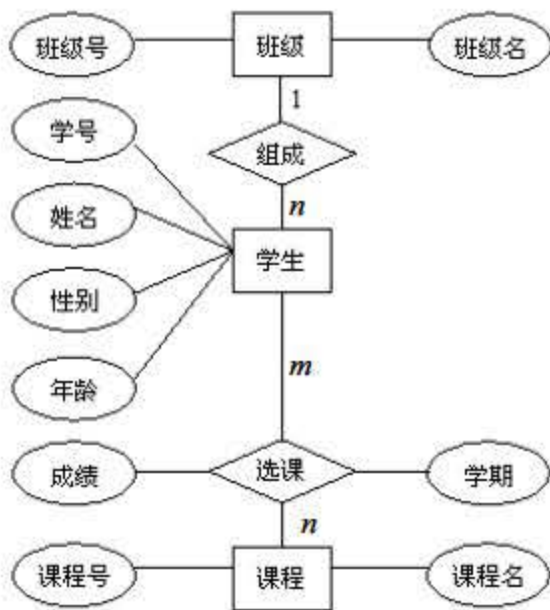 班级号 班级 班级名
1
学号
组成
姓名
n
学生
性别
m
年龄
成绩 选课 学期
n
课程号 课程 课程名